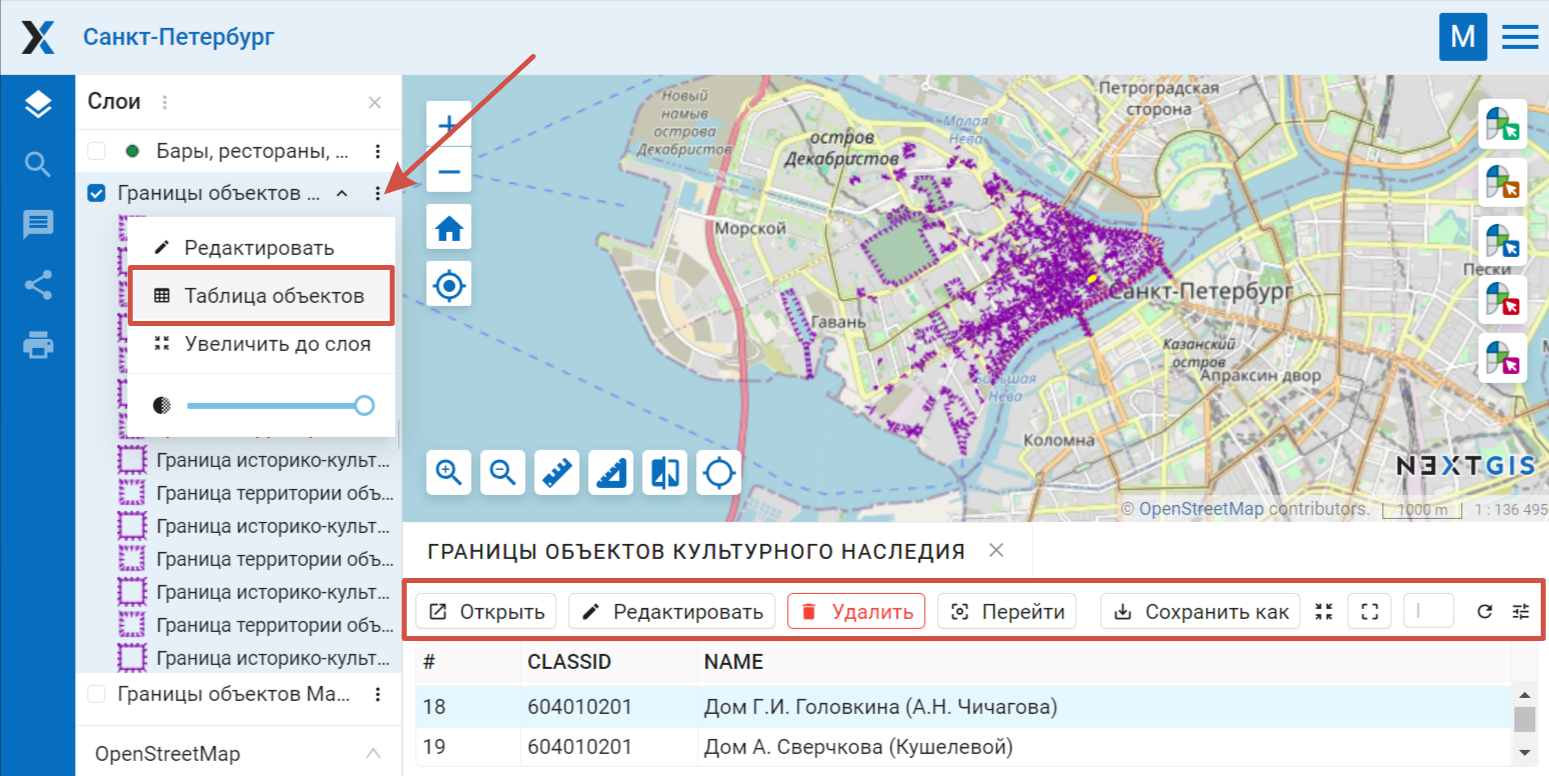 Санкт-Петербург
M
Слои
Бары, рестораны, ...
Границы объектов ...
Редактировать
Таблица объектов
Увеличить до слоя
Граница историко-культ...
Граница территории объ...
Граница историко-культ...
Граница территории объ...
Граница историко-культ...
Граница территории объ...
Граница историко-культ...
Границы объектов Ма...
OpenStreetMap
Новый
намыв
острова
Декабристов
остров
Декабристов
Малая
Нева
Петроградская
сторона
Морской
Гавань
Санкт-Петербург
Пески
Казанский
остров
Апраксин двор
Большая
Нева
Коломна
NEXTGIS
© OpenStreetMap contributors.
1000 m
1 : 136 495
ГРАНИЦЫ ОБЪЕКТОВ КУЛЬТУРНОГО НАСЛЕДИЯ
Открыть
Редактировать
Удалить
Перейти
Сохранить как
# CLASSID NAME
18 604010201 Дом Г.И. Головкина (А.Н. Чичагова)
19 604010201 Дом А. Сверчкова (Кушелевой)